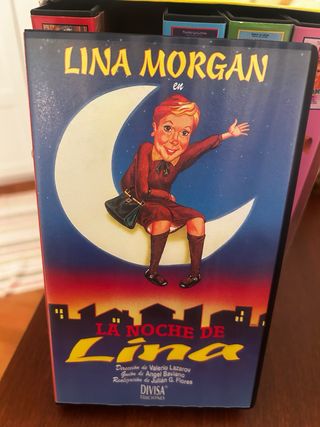 LINA MORGAN
en
LA NOCHE DE
Lina
Dirección de Valerio Lazarov
Guión de Angel Baviano
Realización de Julián G. Flores
DIVISA
EDICIONES